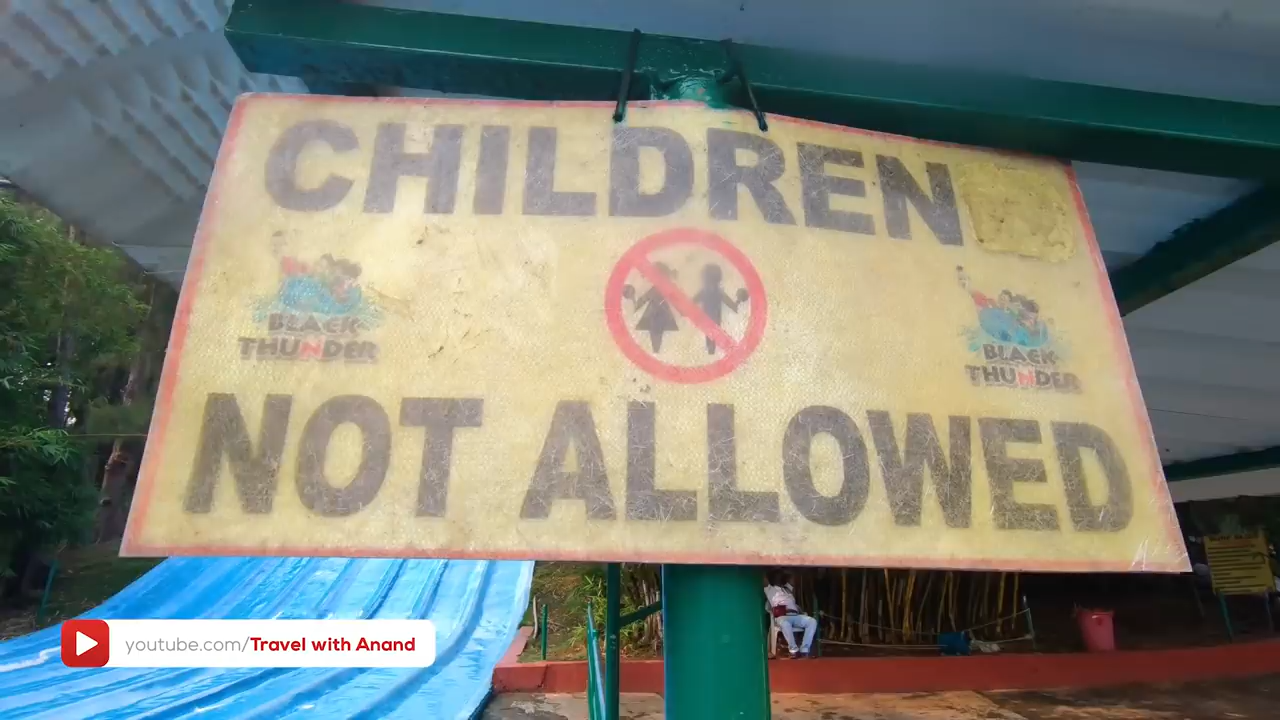 CHILDREN
BLACK
THUNDER
BLACK
THUNDER
NOT ALLOWED
youtube.com/Travel with Anand